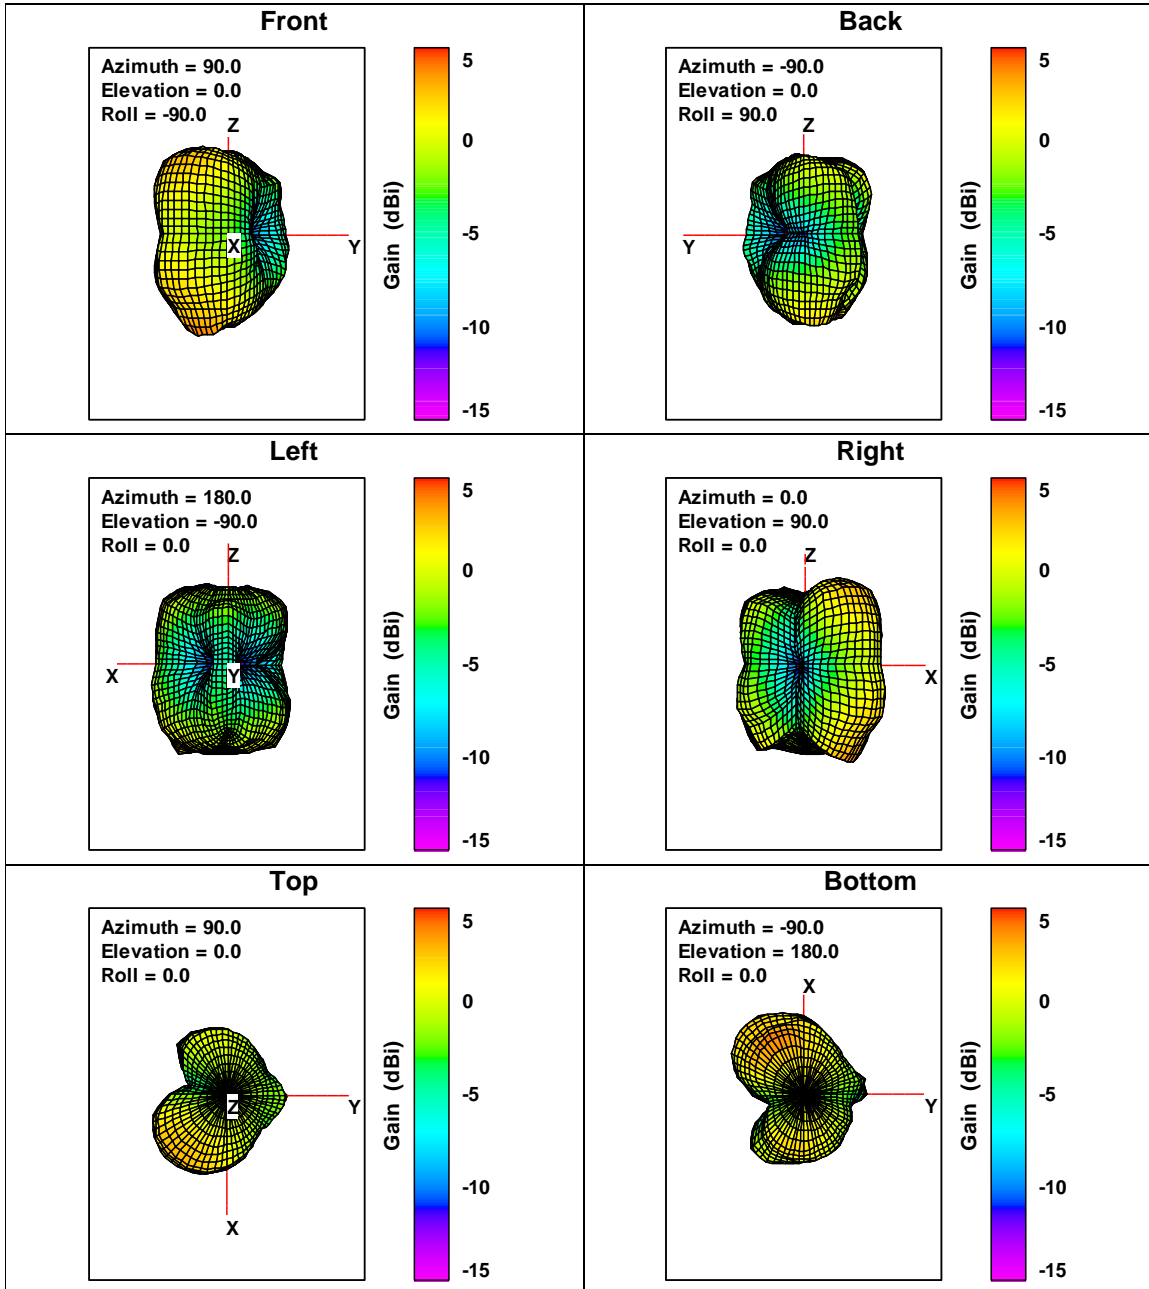 Front
Azimuth = 90.0
Elevation = 0.0
Roll = -90.0
Z
X
Y
Gain (dBi)
5
0
-5
-10
-15
Back
Azimuth = -90.0
Elevation = 0.0
Roll = 90.0
Z
Y
Gain (dBi)
5
0
-5
-10
-15
Left
Azimuth = 180.0
Elevation = -90.0
Roll = 0.0
Z
X
Y
Gain (dBi)
5
0
-5
-10
-15
Right
Azimuth = 0.0
Elevation = 90.0
Roll = 0.0
Z
X
Gain (dBi)
5
0
-5
-10
-15
Top
Azimuth = 90.0
Elevation = 0.0
Roll = 0.0
Z
Y
X
Gain (dBi)
5
0
-5
-10
-15
Bottom
Azimuth = -90.0
Elevation = 180.0
Roll = 0.0
X
Y
Gain (dBi)
5
0
-5
-10
-15